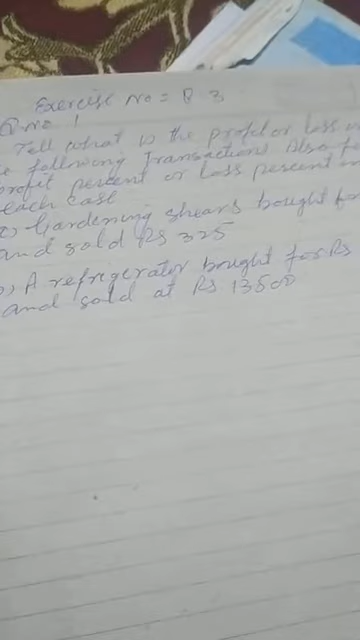 Exercise No = 8 3
Q No 1
Tell what is the profit or loss in
e following Transactions Also fi
profit percent or Loss percent in
each case
Gardening shears bought for
and sold Rs 325
A refrigerator bought for Rs
and sold at Rs 13500